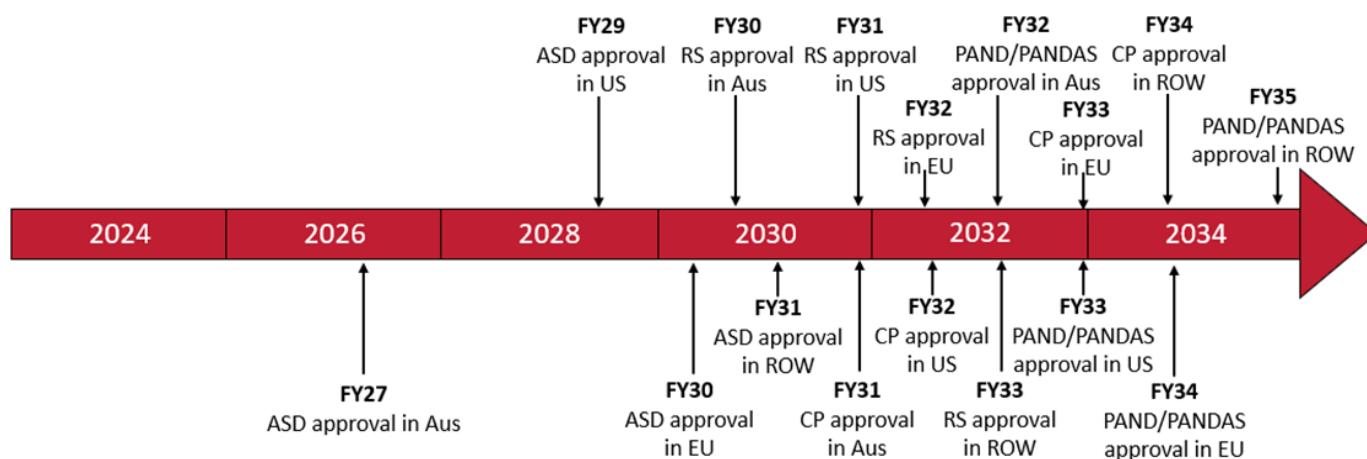 FY29
ASD approval
in US
FY30
RS approval
in Aus
FY31
RS approval
in US
FY32
RS approval
in EU
FY32
PAND/PANDAS
approval in Aus
FY33
CP approval
in EU
FY34
CP approval
in ROW
FY35
PAND/PANDAS
approval in ROW
2024 2026 2028 2030 2032 2034
FY27
ASD approval in Aus
FY30
ASD approval
in EU
FY31
ASD approval
in ROW
FY31
CP approval
in Aus
FY32
CP approval
in US
FY33
RS approval
in ROW
FY33
PAND/PANDAS
approval in US
FY34
PAND/PANDAS
approval in EU